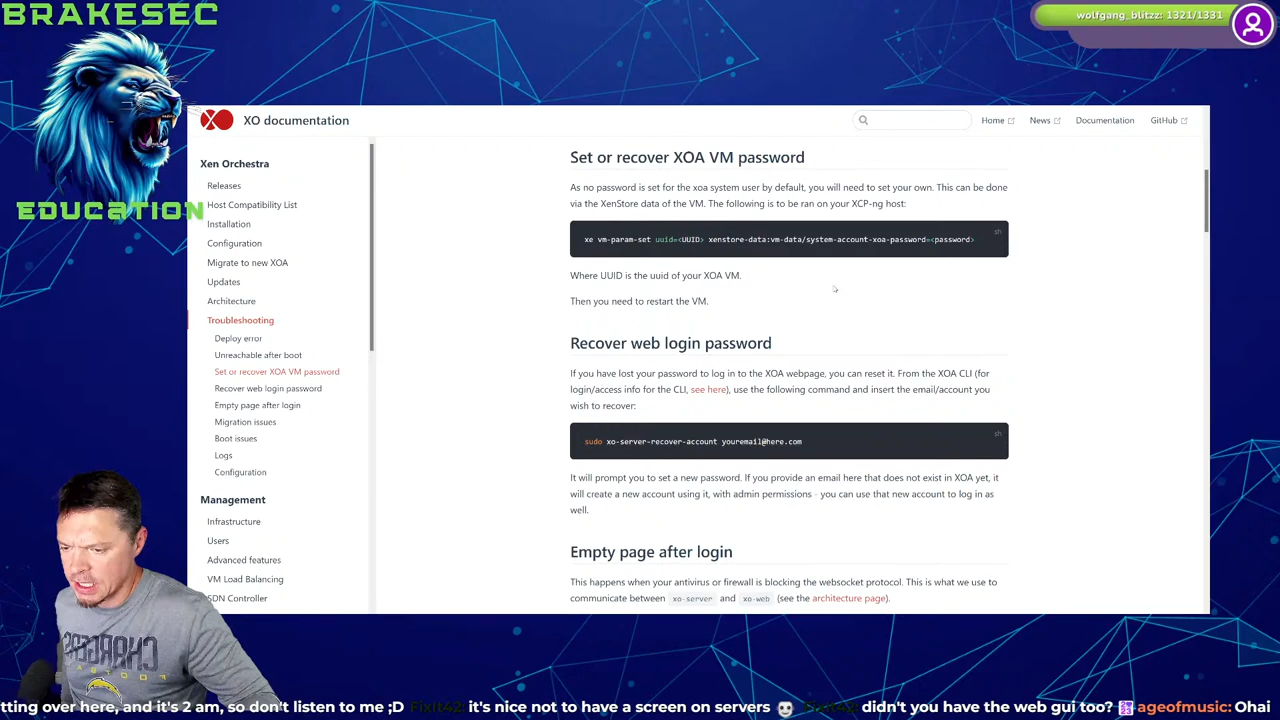 BRAKESEC
EDUCATION
wolfgang_blitzz: 1321/1331
XO documentation
Home
News
Documentation
GitHub
Xen Orchestra
Releases
Host Compatibility List
Installation
Configuration
Migrate to new XOA
Updates
Architecture
Troubleshooting
Deploy error
Unreachable after boot
Set or recover XOA VM password
Recover web login password
Empty page after login
Migration issues
Boot issues
Logs
Configuration
Management
Infrastructure
Users
Advanced features
VM Load Balancing
SDN Controller
Set or recover XOA VM password
As no password is set for the xoa system user by default, you will need to set your own. This can be done
via the XenStore data of the VM. The following is to be ran on your XCP-ng host:
sh
xe vm-param-set uuid=<UUID> xenstore-data:vm-data/system-account-xoa-password=<password>
Where UUID is the uuid of your XOA VM.
Then you need to restart the VM.
Recover web login password
If you have lost your password to log in to the XOA webpage, you can reset it. From the XOA CLI (for
login/access info for the CLI, see here), use the following command and insert the email/account you
wish to recover:
sh
sudo xo-server-recover-account youremail@here.com
It will prompt you to set a new password. If you provide an email here that does not exist in XOA yet, it
will create a new account using it, with admin permissions - you can use that new account to log in as
well.
Empty page after login
This happens when your antivirus or firewall is blocking the websocket protocol. This is what we use to
communicate between xo-server and xo-web (see the architecture page).
CHARGERS
tting over here, and it's 2 am, so don't listen to me ;D FixIt42: it's nice not to have a screen on servers FixIt42: didn't you have the web gui too? ageofmusic: Ohai